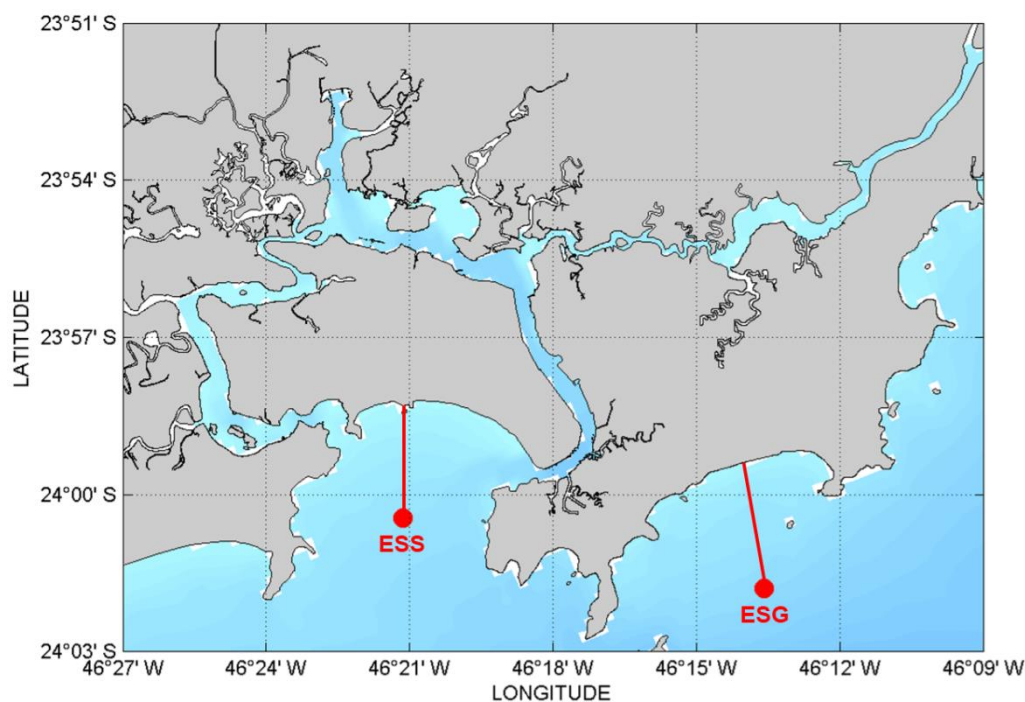 23°51' S
23°54' S
23°57' S
24°00' S
24°03' S
LATITUDE
ESS
ESG
46°27' W 46°24' W 46°21' W 46°18' W 46°15' W 46°12' W 46°09' W
LONGITUDE